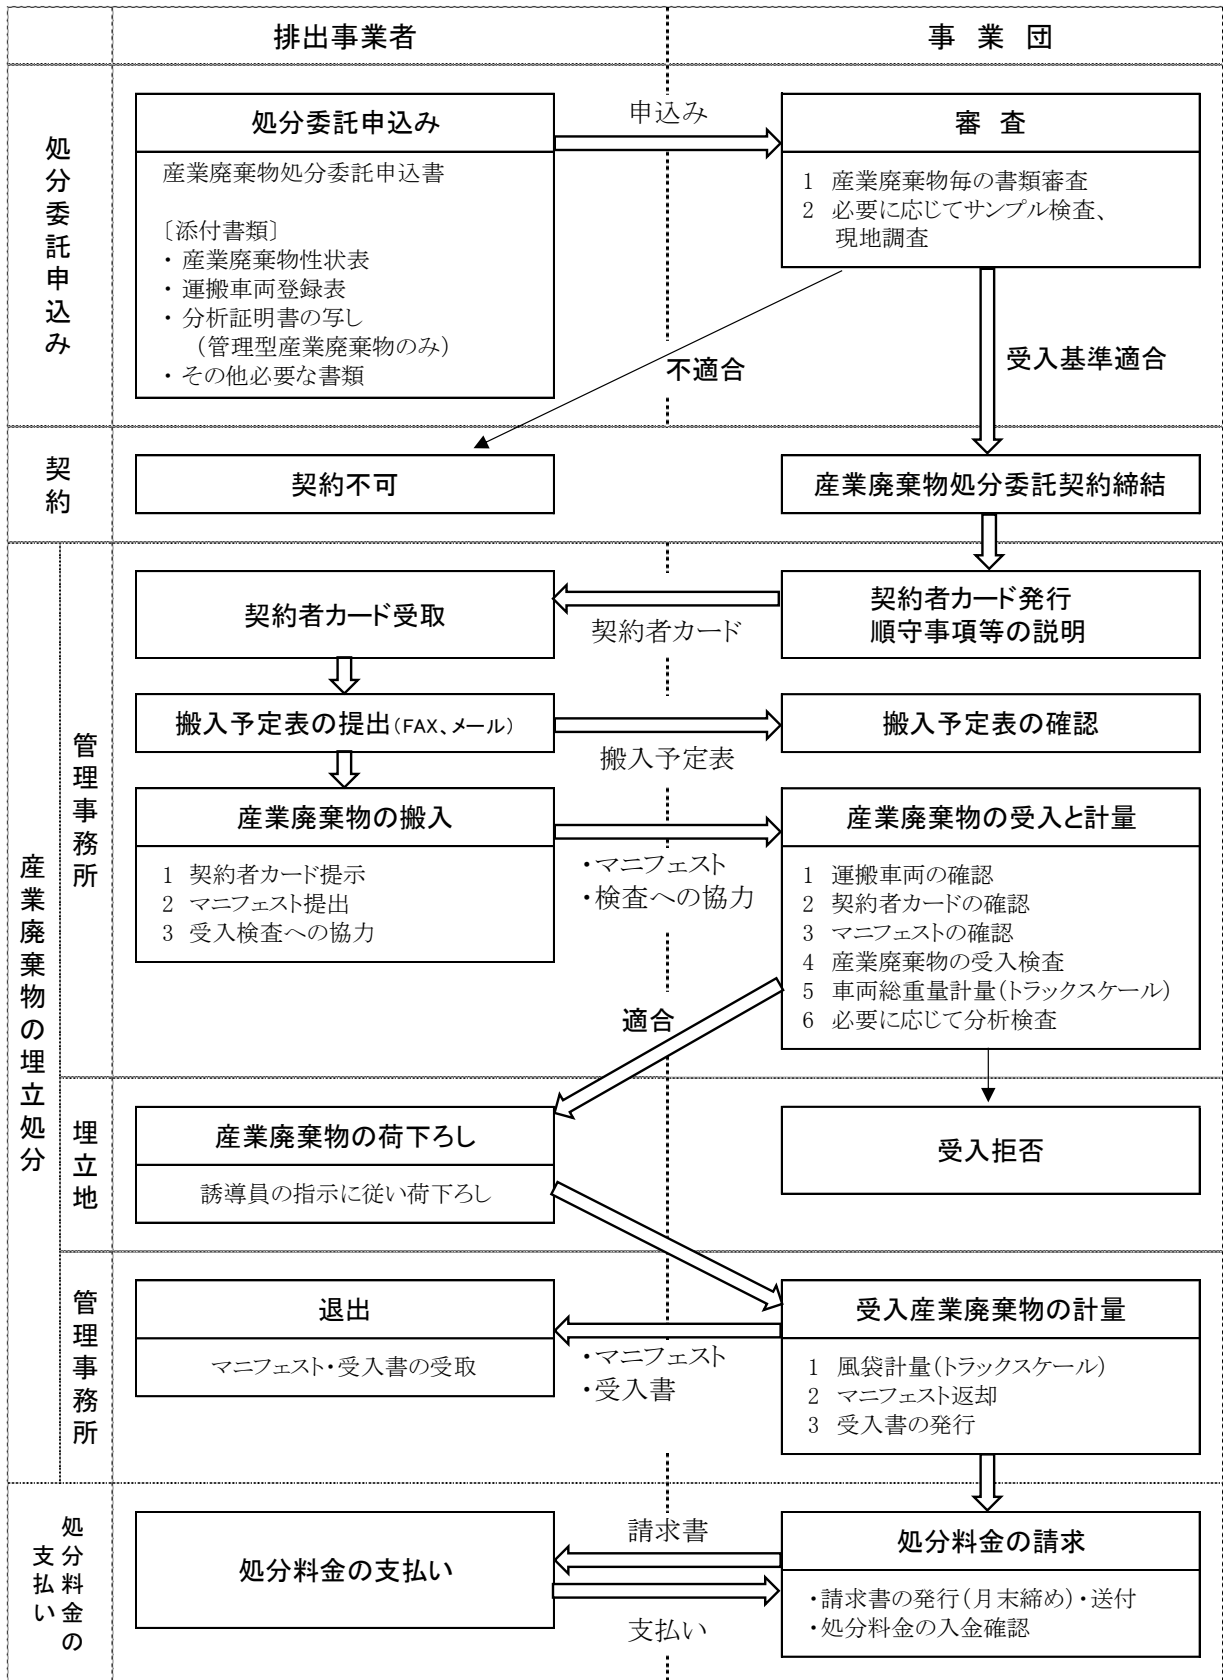 排出事業者
事 業 団
処分委託申込み
処分委託申込み
産業廃棄物処分委託申込書
〔添付書類〕
・ 産業廃棄物性状表
・ 運搬車両登録表
・ 分析証明書の写し
（管理型産業廃棄物のみ）
・ その他必要な書類
申込み
審 査
1 産業廃棄物毎の書類審査
2 必要に応じてサンプル検査、
現地調査
不適合
受入基準適合
契約
契約不可
産業廃棄物処分委託契約締結
産業廃棄物の埋立処分
管理事務所
契約者カード受取
契約者カード
契約者カード発行
順守事項等の説明
搬入予定表の提出（FAX、メール）
搬入予定表
搬入予定表の確認
産業廃棄物の搬入
1 契約者カード提示
2 マニフェスト提出
3 受入検査への協力
・マニフェスト
・検査への協力
産業廃棄物の受入と計量
1 運搬車両の確認
2 契約者カードの確認
3 マニフェストの確認
4 産業廃棄物の受入検査
5 車両総重量計量（トラックスケール）
6 必要に応じて分析検査
適合
埋立地
産業廃棄物の荷下ろし
誘導員の指示に従い荷下ろし
受入拒否
管理事務所
退出
マニフェスト・受入書の受取
・マニフェスト
・受入書
受入産業廃棄物の計量
1 風袋計量（トラックスケール）
2 マニフェスト返却
3 受入書の発行
処分料金の
支払い
処分料金の支払い
請求書
支払い
処分料金の請求
・請求書の発行（月末締め）・送付
・処分料金の入金確認